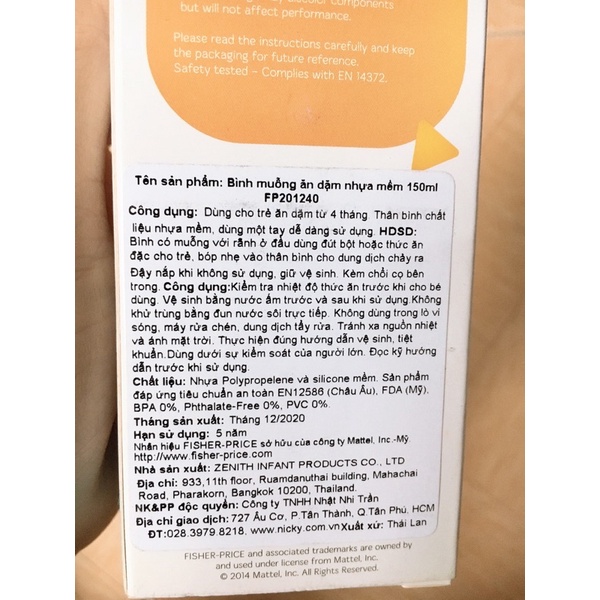 but will not affect performance.
Please read the instructions carefully and keep
the packaging for future reference.
Safety tested – Complies with EN 14372.
Tên sản phẩm: Bình muỗng ăn dặm nhựa mềm 150ml
FP201240
Công dụng: Dùng cho trẻ ăn dặm từ 4 tháng. Thân bình chất
liệu nhựa mềm, dùng một tay dễ dàng sử dụng. HDSD:
Bình có muỗng với rãnh ở đầu dùng đút bột hoặc thức ăn
đặc cho trẻ, bóp nhẹ vào thân bình cho dung dịch chảy ra
Đậy nắp khi không sử dụng, giữ vệ sinh. Kèm chổi cọ bên
trong. Công dụng:Kiểm tra nhiệt độ thức ăn trước khi cho bé
dùng. Vệ sinh bằng nước ấm trước và sau khi sử dụng.Không
khử trùng bằng đun nước sôi trực tiếp. Không dùng trong lò vi
sóng, máy rửa chén, dung dịch tẩy rửa. Tránh xa nguồn nhiệt
và ánh mặt trời. Thực hiện đúng hướng dẫn vệ sinh, tiệt
khuẩn.Dùng dưới sự kiểm soát của người lớn. Đọc kỹ hướng
dẫn trước khi sử dụng.
Chất liệu: Nhựa Polypropelene và silicone mềm. Sản phẩm
đáp ứng tiêu chuẩn an toàn EN12586 (Châu Âu), FDA (Mỹ).
BPA 0%, Phthalate-Free 0%, PVC 0%.
Tháng sản xuất: Tháng 12/2020
Hạn sử dụng: 5 năm
Nhãn hiệu FISHER-PRICE sở hữu của công ty Mattel, Inc.-Mỹ
http://www.fisher-price.com
Nhà sản xuất: ZENITH INFANT PRODUCTS CO., LTD
Địa chỉ: 933,11th floor, Ruamdanuthai building, Mahachai
Road, Pharakorn, Bangkok 10200, Thailand.
NK&PP độc quyền: Công ty TNHH Nhật Nhi Trần
Địa chỉ giao dịch: 727 Âu Cơ, P.Tân Thành, Q.Tân Phú, HCM
ĐT:028.3979.8218. www.nicky.com.vn Xuất xứ: Thái Lan
FISHER-PRICE and associated trademarks are owned by
and used under license from Mattel, Inc.
© 2014 Mattel, Inc. All Rights Reserved.